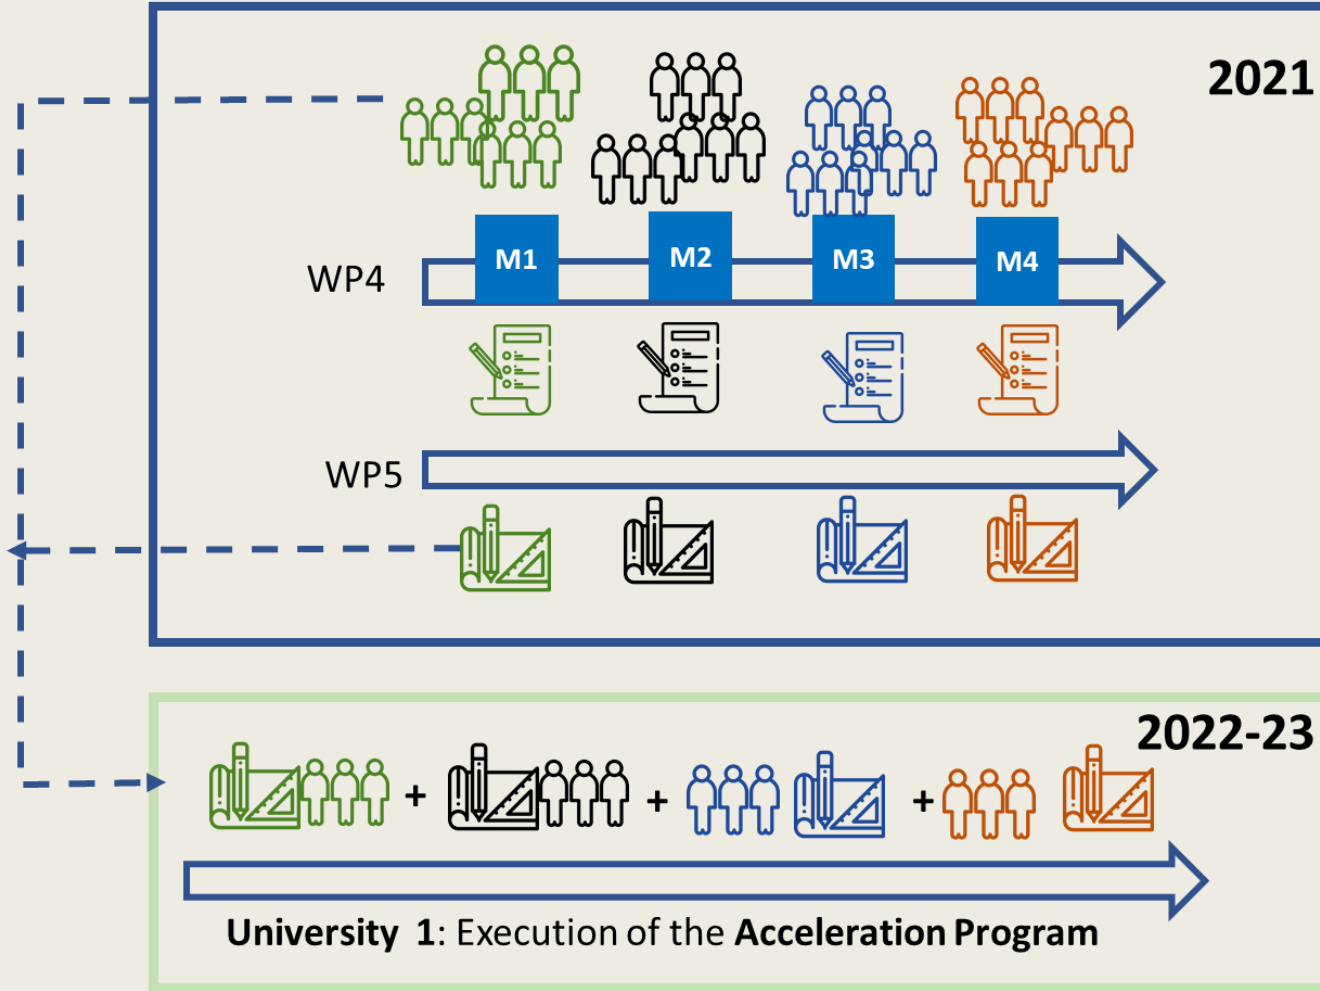 2021
WP4
M1
M2
M3
M4
WP5
2022-23
+
+
+
University 1: Execution of the Acceleration Program